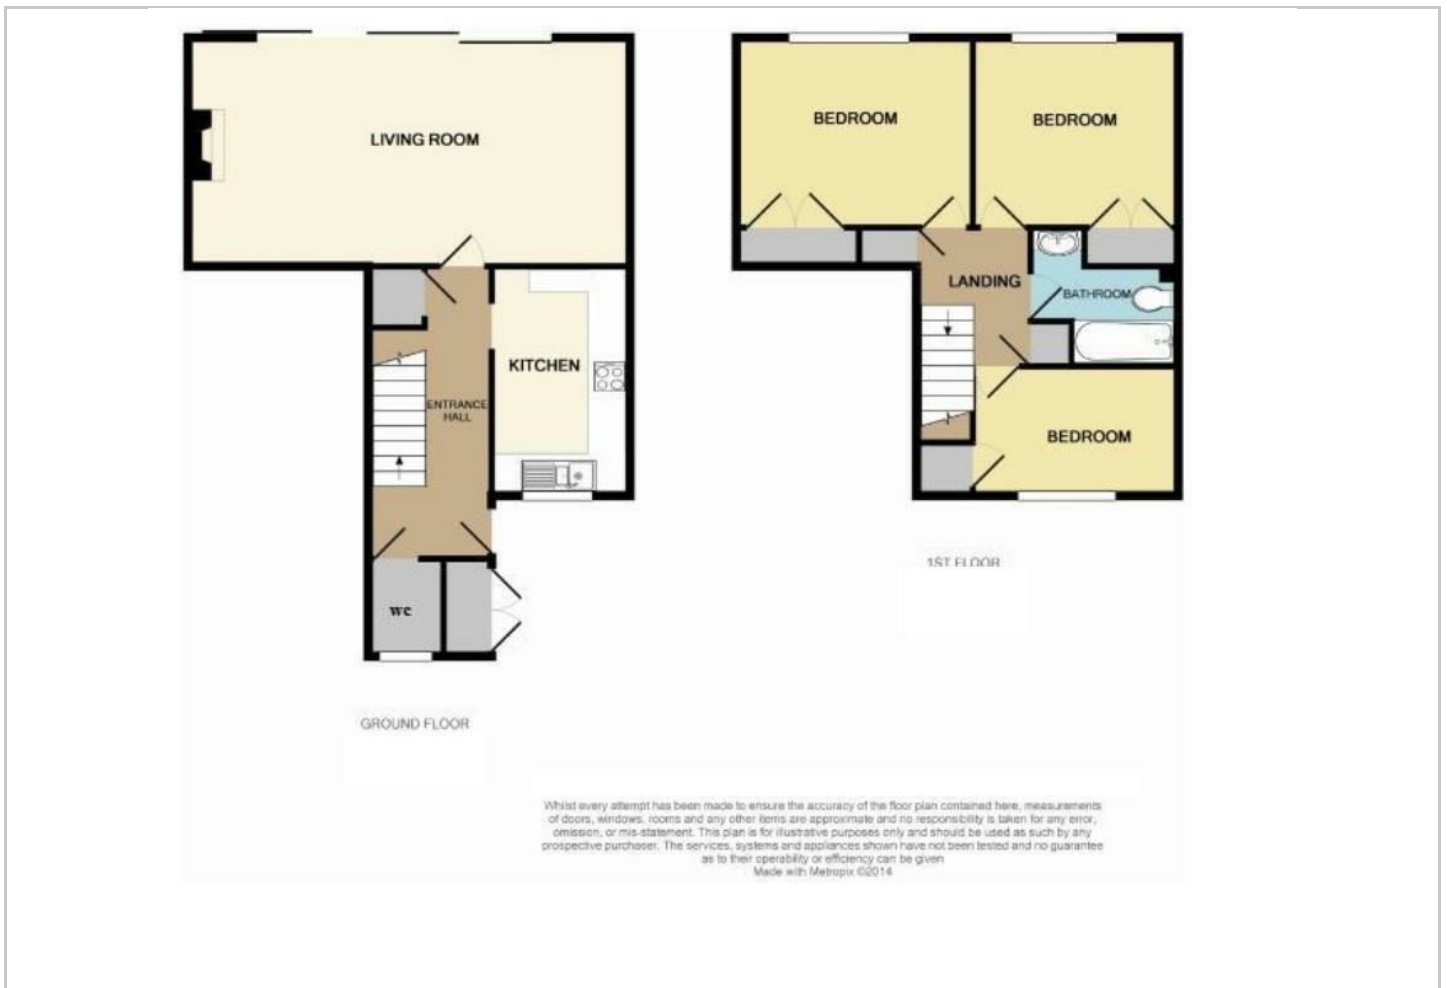 LIVING ROOM
KITCHEN
ENTRANCE
HALL
wc
GROUND FLOOR
BEDROOM
BEDROOM
LANDING
BATHROOM
BEDROOM
1ST FLOOR
Whilst every attempt has been made to ensure the accuracy of the floor plan contained here, measurements
of doors, windows, rooms and any other items are approximate and no responsibility is taken for any error,
omission, or mis-statement. This plan is for illustrative purposes only and should be used as such by any
prospective purchaser. The services, systems and appliances shown have not been tested and no guarantee
as to their operability or efficiency can be given
Made with Metropix ©2014